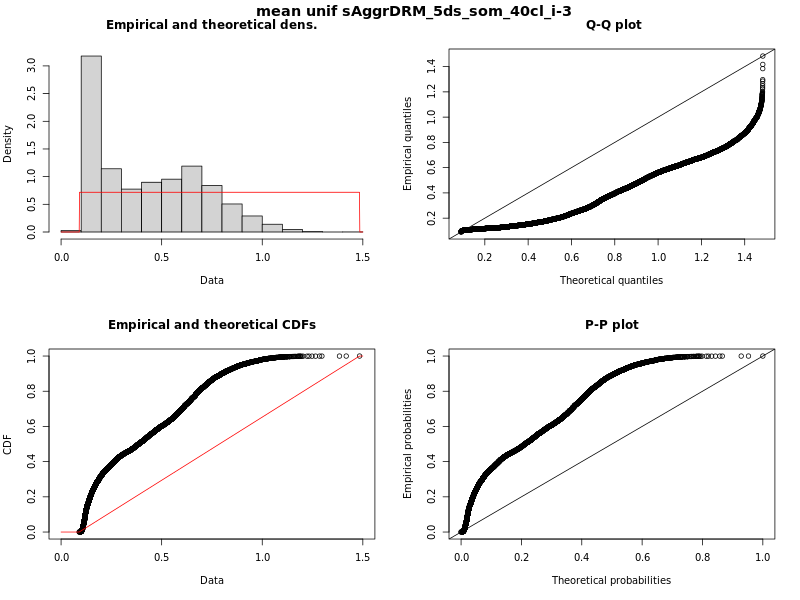 mean unif sAggrDRM_5ds_som_40cl_i-3
Empirical and theoretical dens.
Density
0.0 0.5 1.0 1.5 2.0 2.5 3.0
0.0 0.5 1.0 1.5
Data
Q-Q plot
Empirical quantiles
0.2 0.4 0.6 0.8 1.0 1.2 1.4
0.2 0.4 0.6 0.8 1.0 1.2 1.4
Theoretical quantiles
Empirical and theoretical CDFs
CDF
0.0 0.2 0.4 0.6 0.8 1.0
0.0 0.5 1.0 1.5
Data
P-P plot
Empirical probabilities
0.0 0.2 0.4 0.6 0.8 1.0
0.0 0.2 0.4 0.6 0.8 1.0
Theoretical probabilities